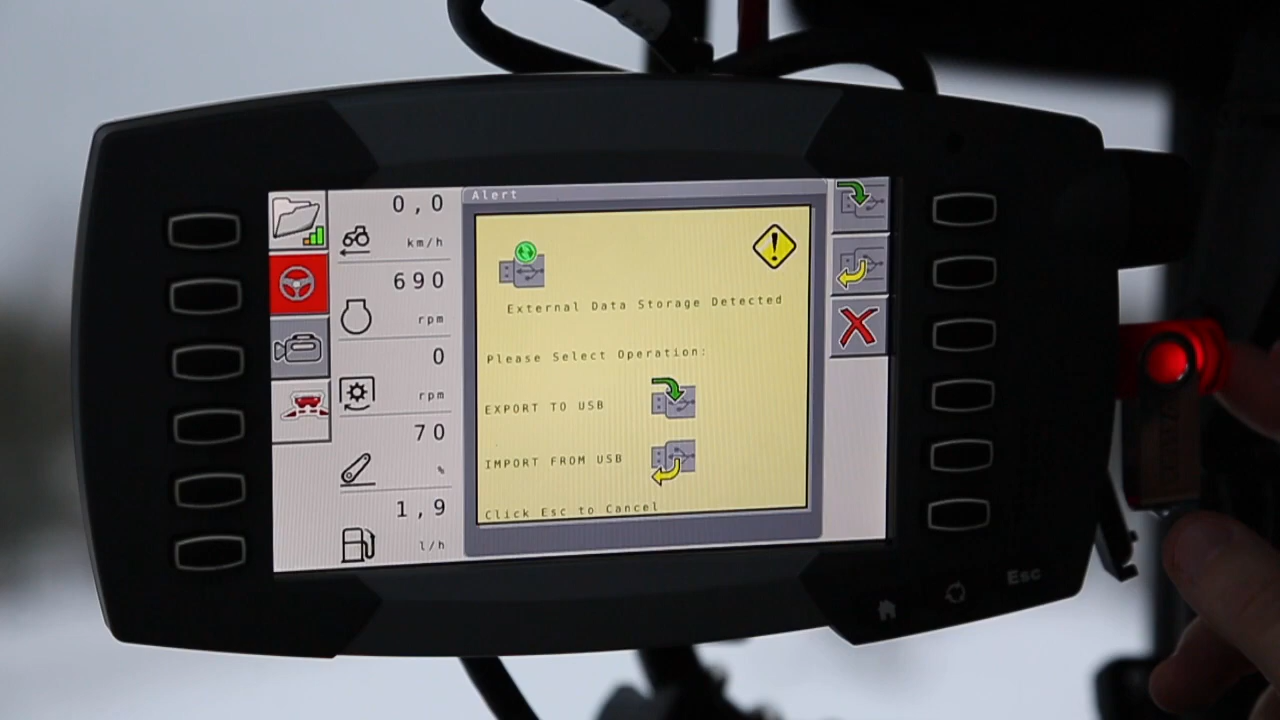 Alert
0,0
km/h
690
rpm
0
rpm
70
%
1,9
l/h
External Data Storage Detected
Please Select Operation:
EXPORT TO USB
IMPORT FROM USB
Click Esc to Cancel
Esc